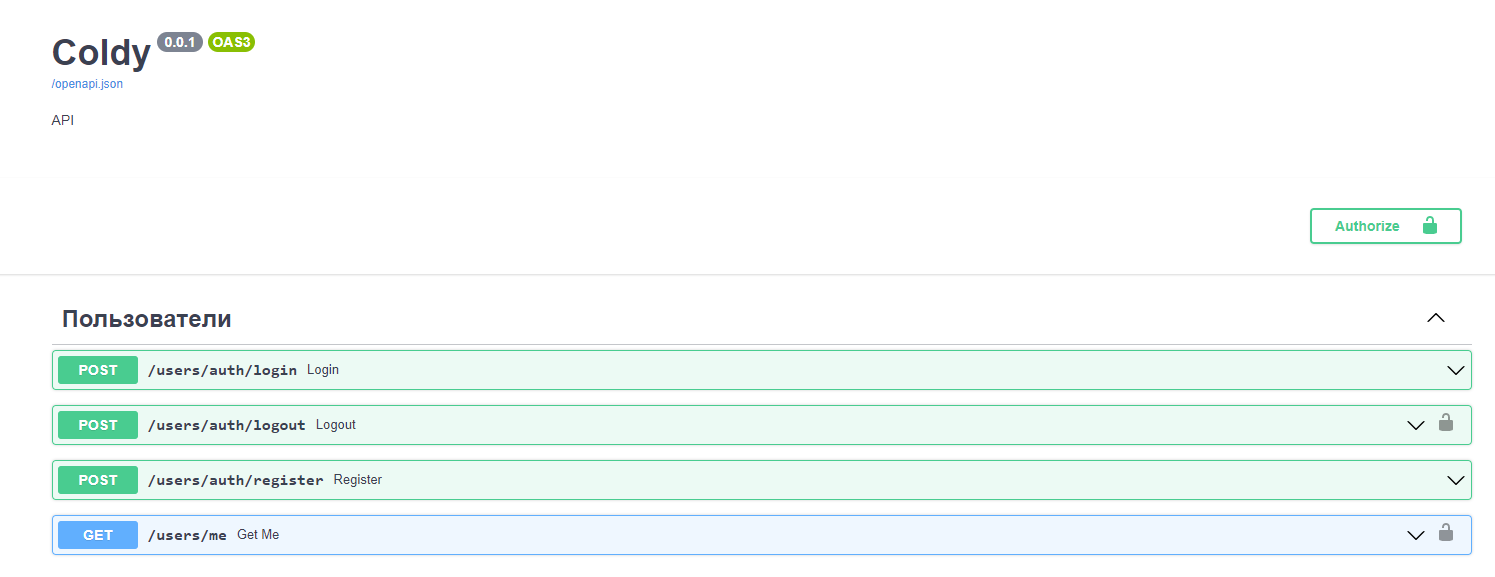 Coldy 0.0.1 OAS3
/openapi.json
API
Authorize
Пользователи
POST /users/auth/login Login
POST /users/auth/logout Logout
POST /users/auth/register Register
GET /users/me Get Me